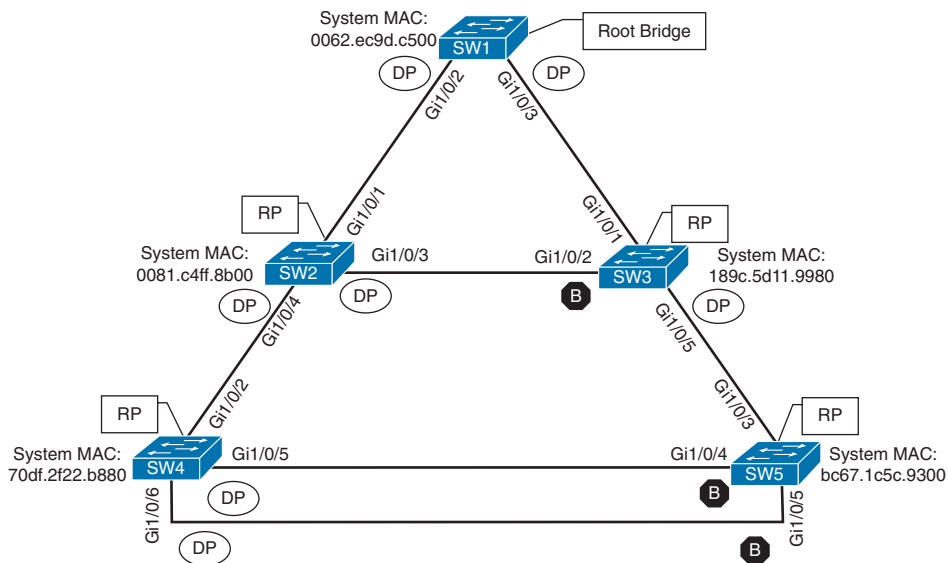 System MAC:
0062.ec9d.c500
SW1
Root Bridge
DP
Gi1/0/2
Gi1/0/3
DP
RP
Gi1/0/1
Gi1/0/1
RP
System MAC:
0081.c4ff.8b00
SW2
Gi1/0/3
Gi1/0/2
SW3
System MAC:
189c.5d11.9980
DP
Gi1/0/4
DP
B
Gi1/0/5
DP
RP
Gi1/0/2
Gi1/0/3
RP
System MAC:
70df.2f22.b880
SW4
Gi1/0/5
Gi1/0/4
SW5
System MAC:
bc67.1c5c.9300
Gi1/0/6
DP
B
Gi1/0/5
DP
B